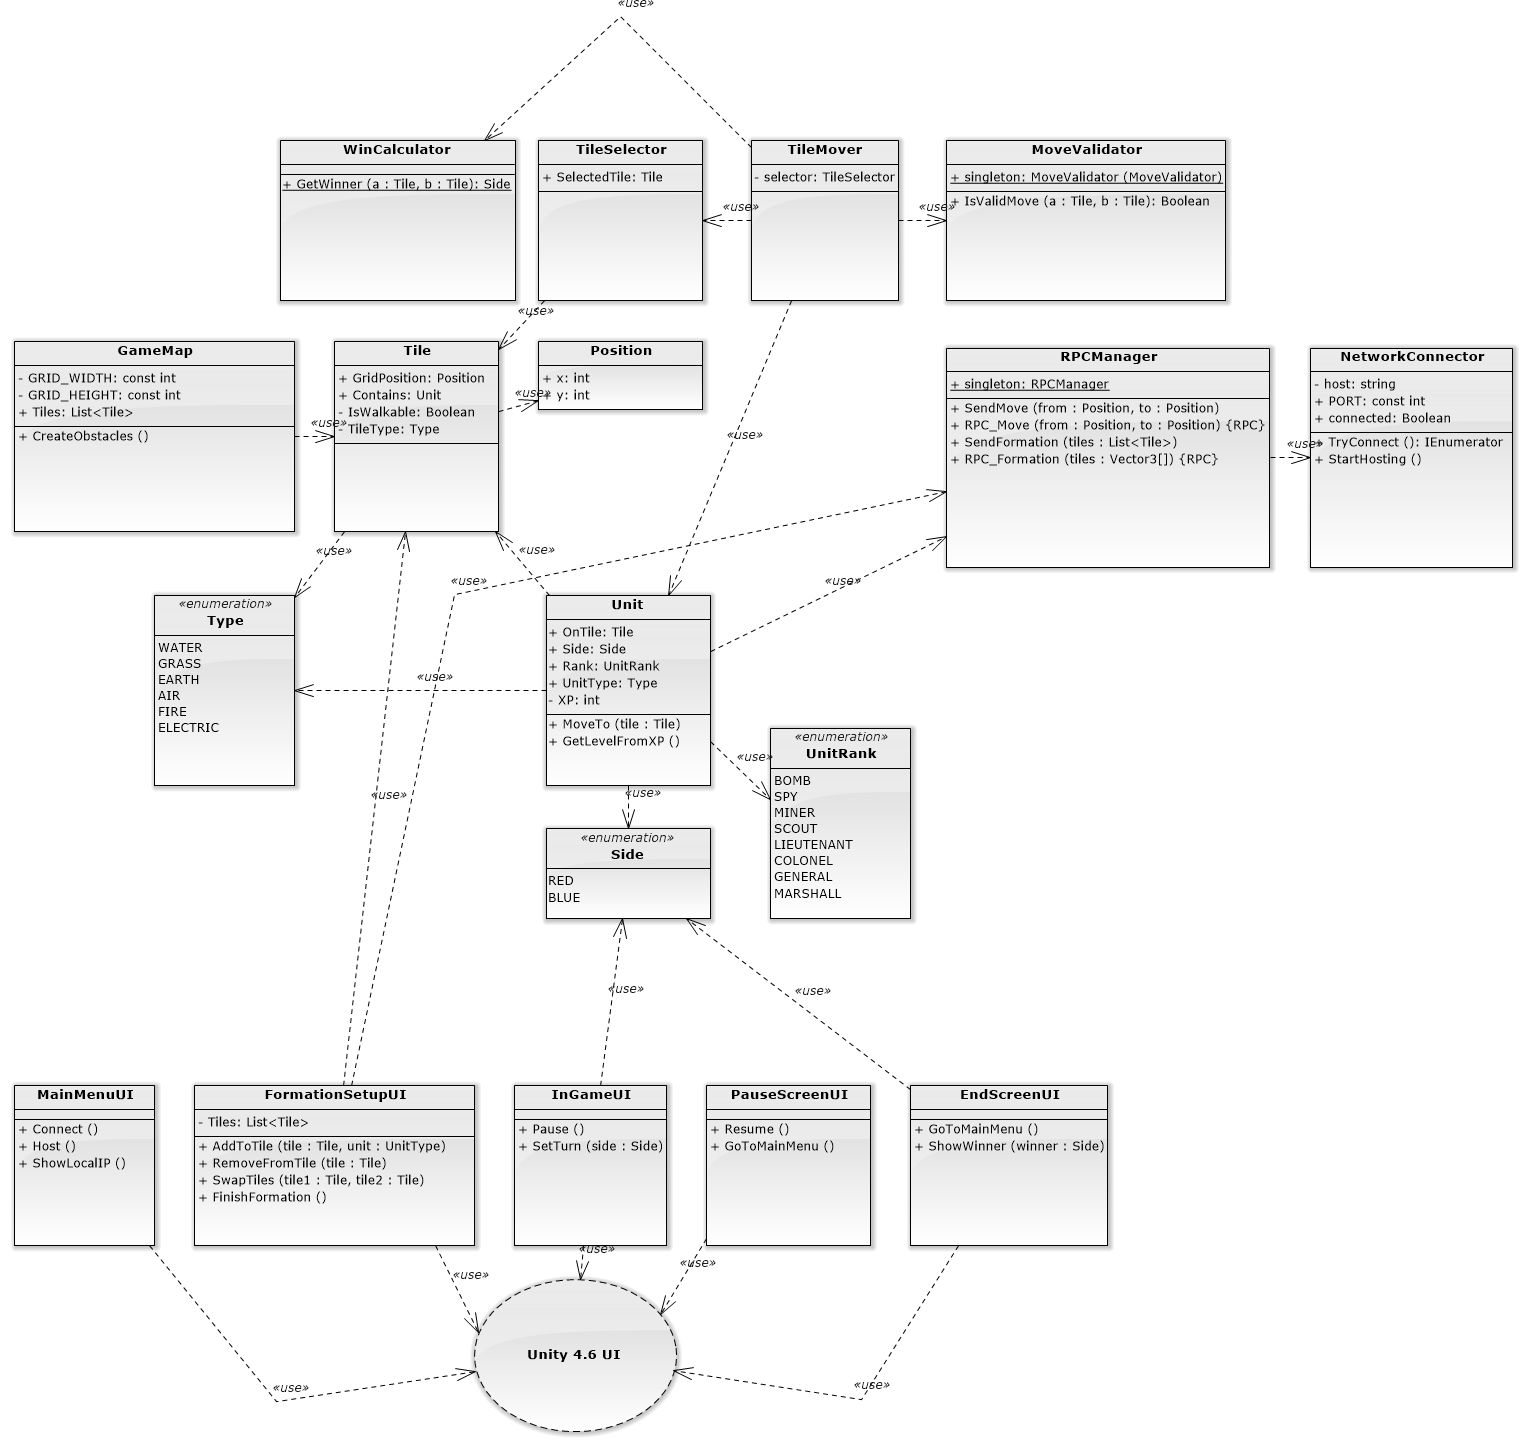 «use»
WinCalculator
+ GetWinner (a : Tile, b : Tile): Side
TileSelector
+ SelectedTile: Tile
TileMover
- selector: TileSelector
MoveValidator
+ singleton: MoveValidator (MoveValidator)
+ IsValidMove (a : Tile, b : Tile): Boolean
«use»
«use»
«use»
GameMap
- GRID_WIDTH: const int
- GRID_HEIGHT: const int
+ Tiles: List<Tile>
+ CreateObstacles ()
«use»
Tile
+ GridPosition: Position
+ Contains: Unit
- IsWalkable: Boolean
- TileType: Type
«use»
Position
+ x: int
+ y: int
«use»
RPCManager
+ singleton: RPCManager
+ SendMove (from : Position, to : Position)
+ RPC_Move (from : Position, to : Position) {RPC}
+ SendFormation (tiles : List<Tile>)
+ RPC_Formation (tiles : Vector3[]) {RPC}
«use»
NetworkConnector
- host: string
+ PORT: const int
+ connected: Boolean
+ TryConnect (): IEnumerator
+ StartHosting ()
«use»
«use»
«use»
«use»
«enumeration»
Type
WATER
GRASS
EARTH
AIR
FIRE
ELECTRIC
«use»
Unit
+ OnTile: Tile
+ Side: Side
+ Rank: UnitRank
+ UnitType: Type
- XP: int
+ MoveTo (tile : Tile)
+ GetLevelFromXP ()
«use»
«enumeration»
UnitRank
BOMB
SPY
MINER
SCOUT
LIEUTENANT
COLONEL
GENERAL
MARSHALL
«use»
«use»
«enumeration»
Side
RED
BLUE
«use»
«use»
MainMenuUI
+ Connect ()
+ Host ()
+ ShowLocalIP ()
FormationSetupUI
- Tiles: List<Tile>
+ AddToTile (tile : Tile, unit : UnitType)
+ RemoveFromTile (tile : Tile)
+ SwapTiles (tile1 : Tile, tile2 : Tile)
+ FinishFormation ()
InGameUI
+ Pause ()
+ SetTurn (side : Side)
PauseScreenUI
+ Resume ()
+ GoToMainMenu ()
EndScreenUI
+ GoToMainMenu ()
+ ShowWinner (winner : Side)
«use»
«use»
«use»
Unity 4.6 UI
«use»
«use»